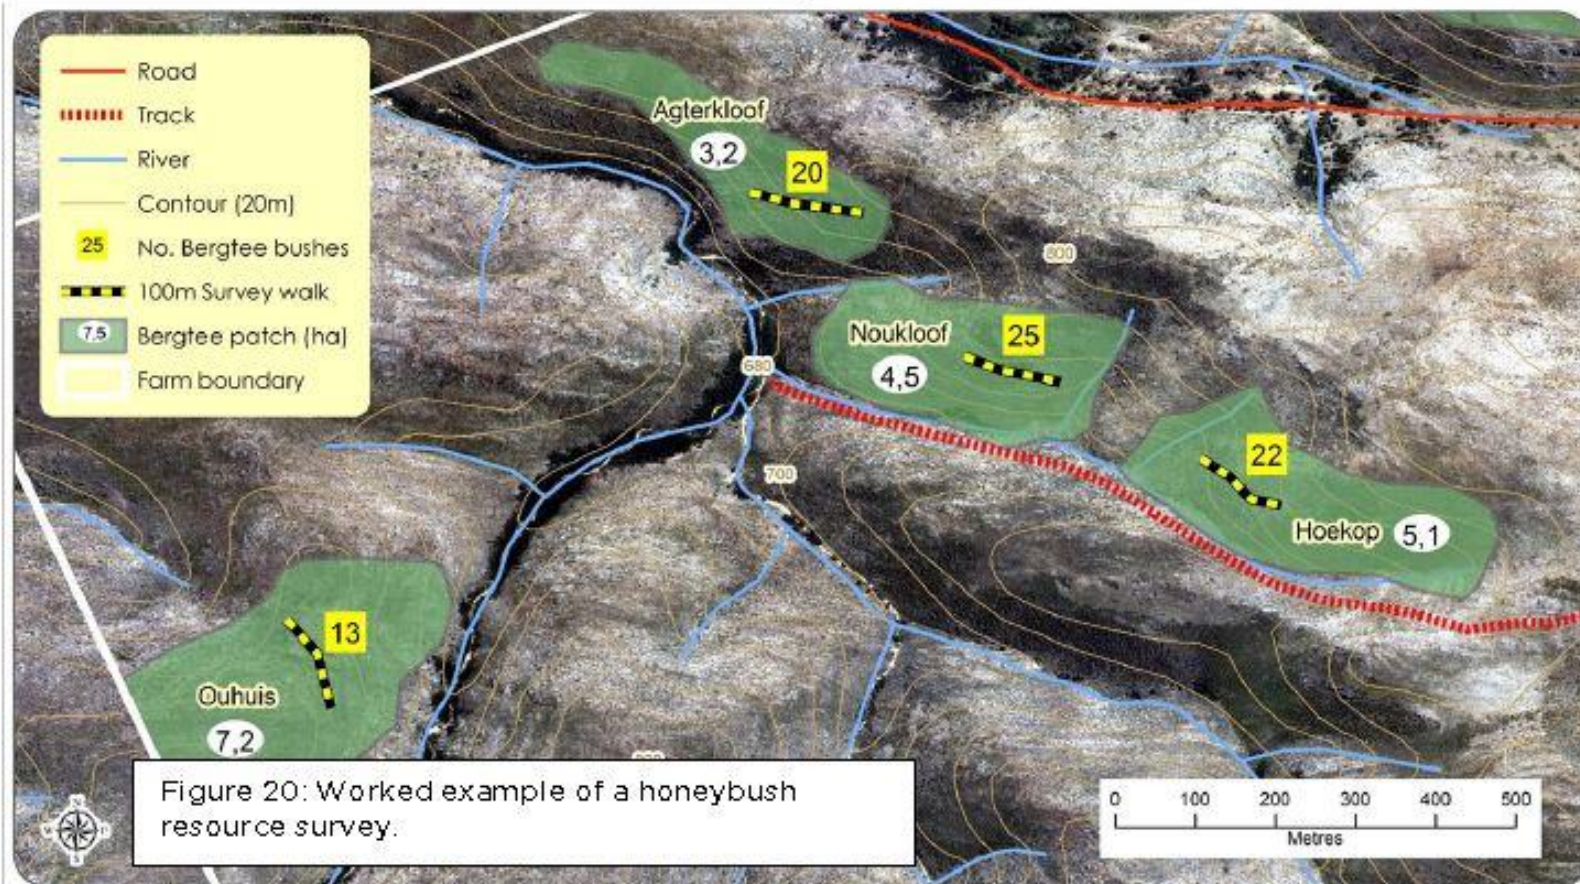 Road
Track
River
Contour (20m)
25 No. Bergtee bushes
100m Survey walk
7,5 Bergtee patch (ha)
Farm boundary
Agterkloof
3,2
20
800
Noukloof
25
4,5
680
700
22
Hoekop 5,1
13
Ouhuis
7,2
Figure 20: Worked example of a honeybush
resource survey.
0 100 200 300 400 500
Metres
N
S